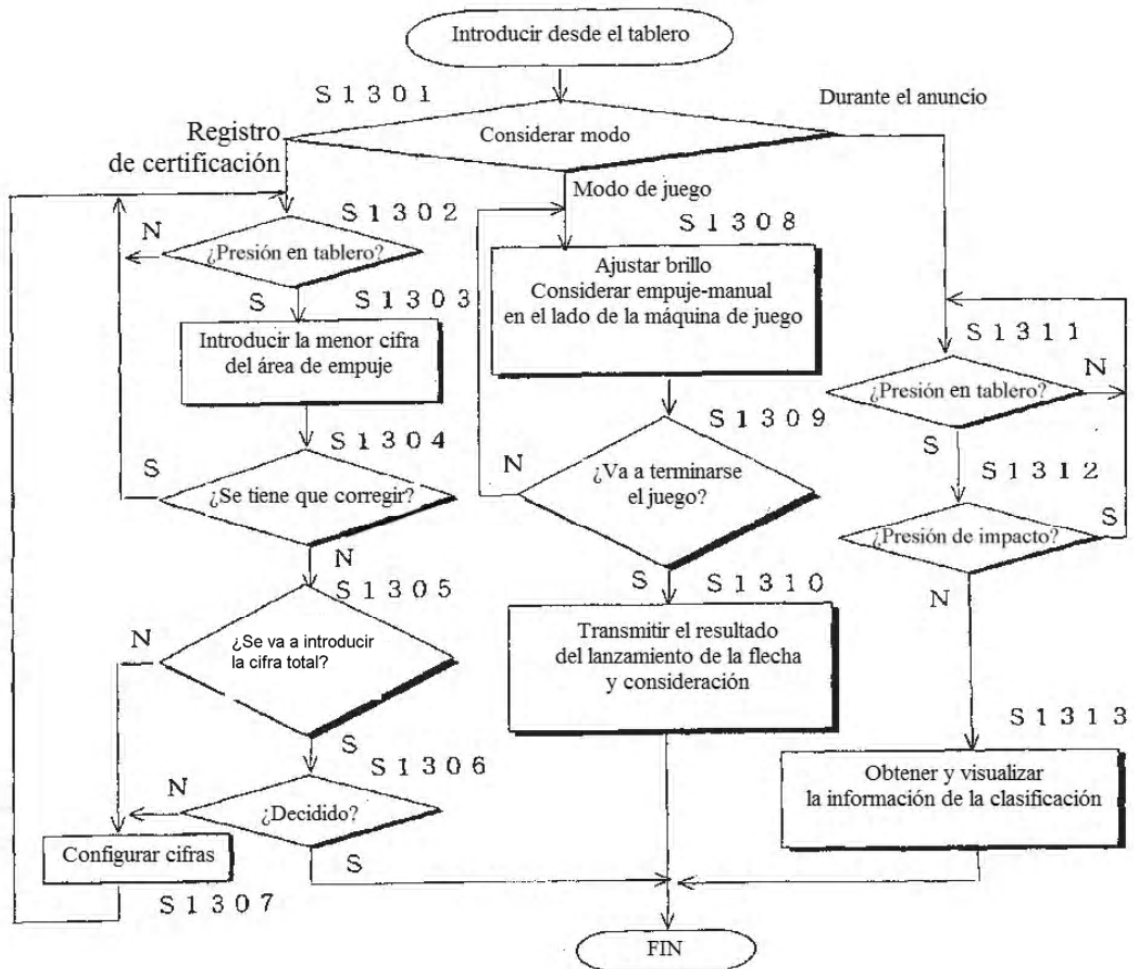 Introducir desde el tablero
S1301
Considerar modo
Durante el anuncio
Registro
de certificación
Modo de juego
S1302
N
¿Presión en tablero?
S
S1303
Introducir la menor cifra
del área de empuje
S1304
S
¿Se tiene que corregir?
N
S1305
N
¿Se va a introducir
la cifra total?
S
S1306
N
¿Decidido?
S
Configurar cifras
S1307
S1308
Ajustar brillo
Considerar empuje-manual
en el lado de la máquina de juego
S1309
N
¿Va a terminarse
el juego?
S
S1310
Transmitir el resultado
del lanzamiento de la flecha
y consideración
S1311
N
¿Presión en tablero?
S
S1312
S
¿Presión de impacto?
N
S1313
Obtener y visualizar
la información de la clasificación
FIN